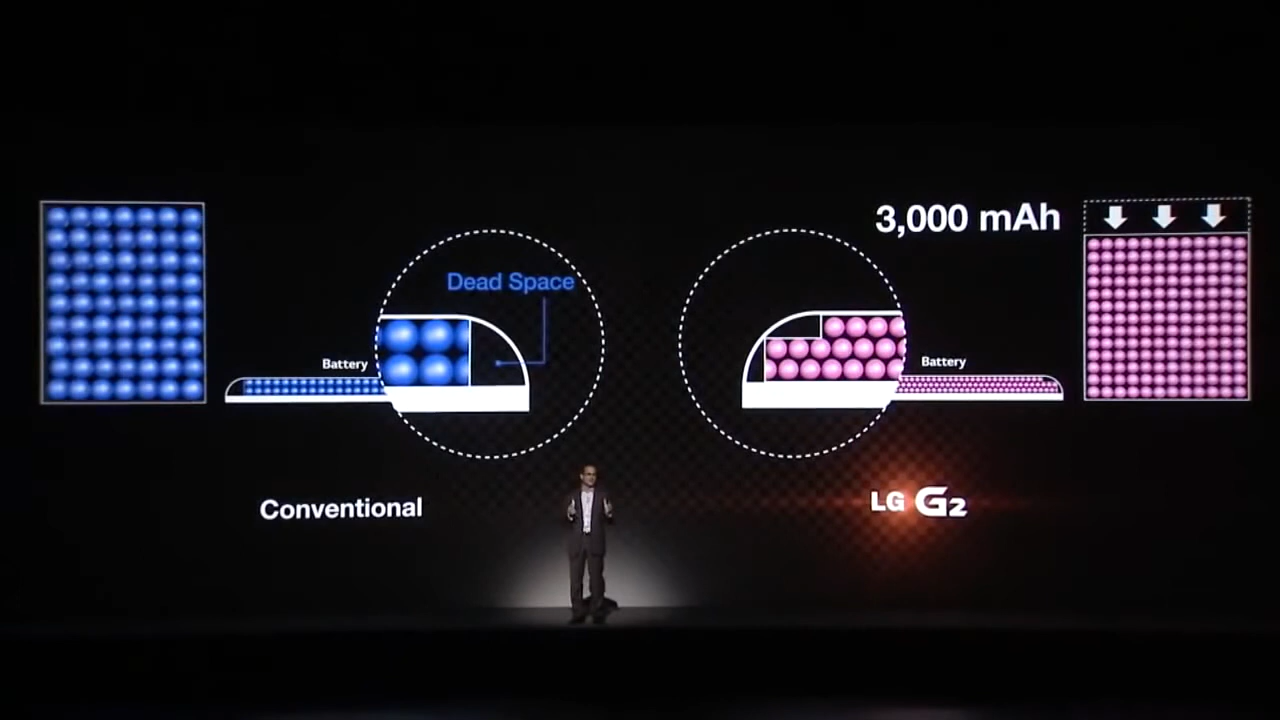 3,000 mAh
Dead Space
Battery
Battery
Conventional
LG G2